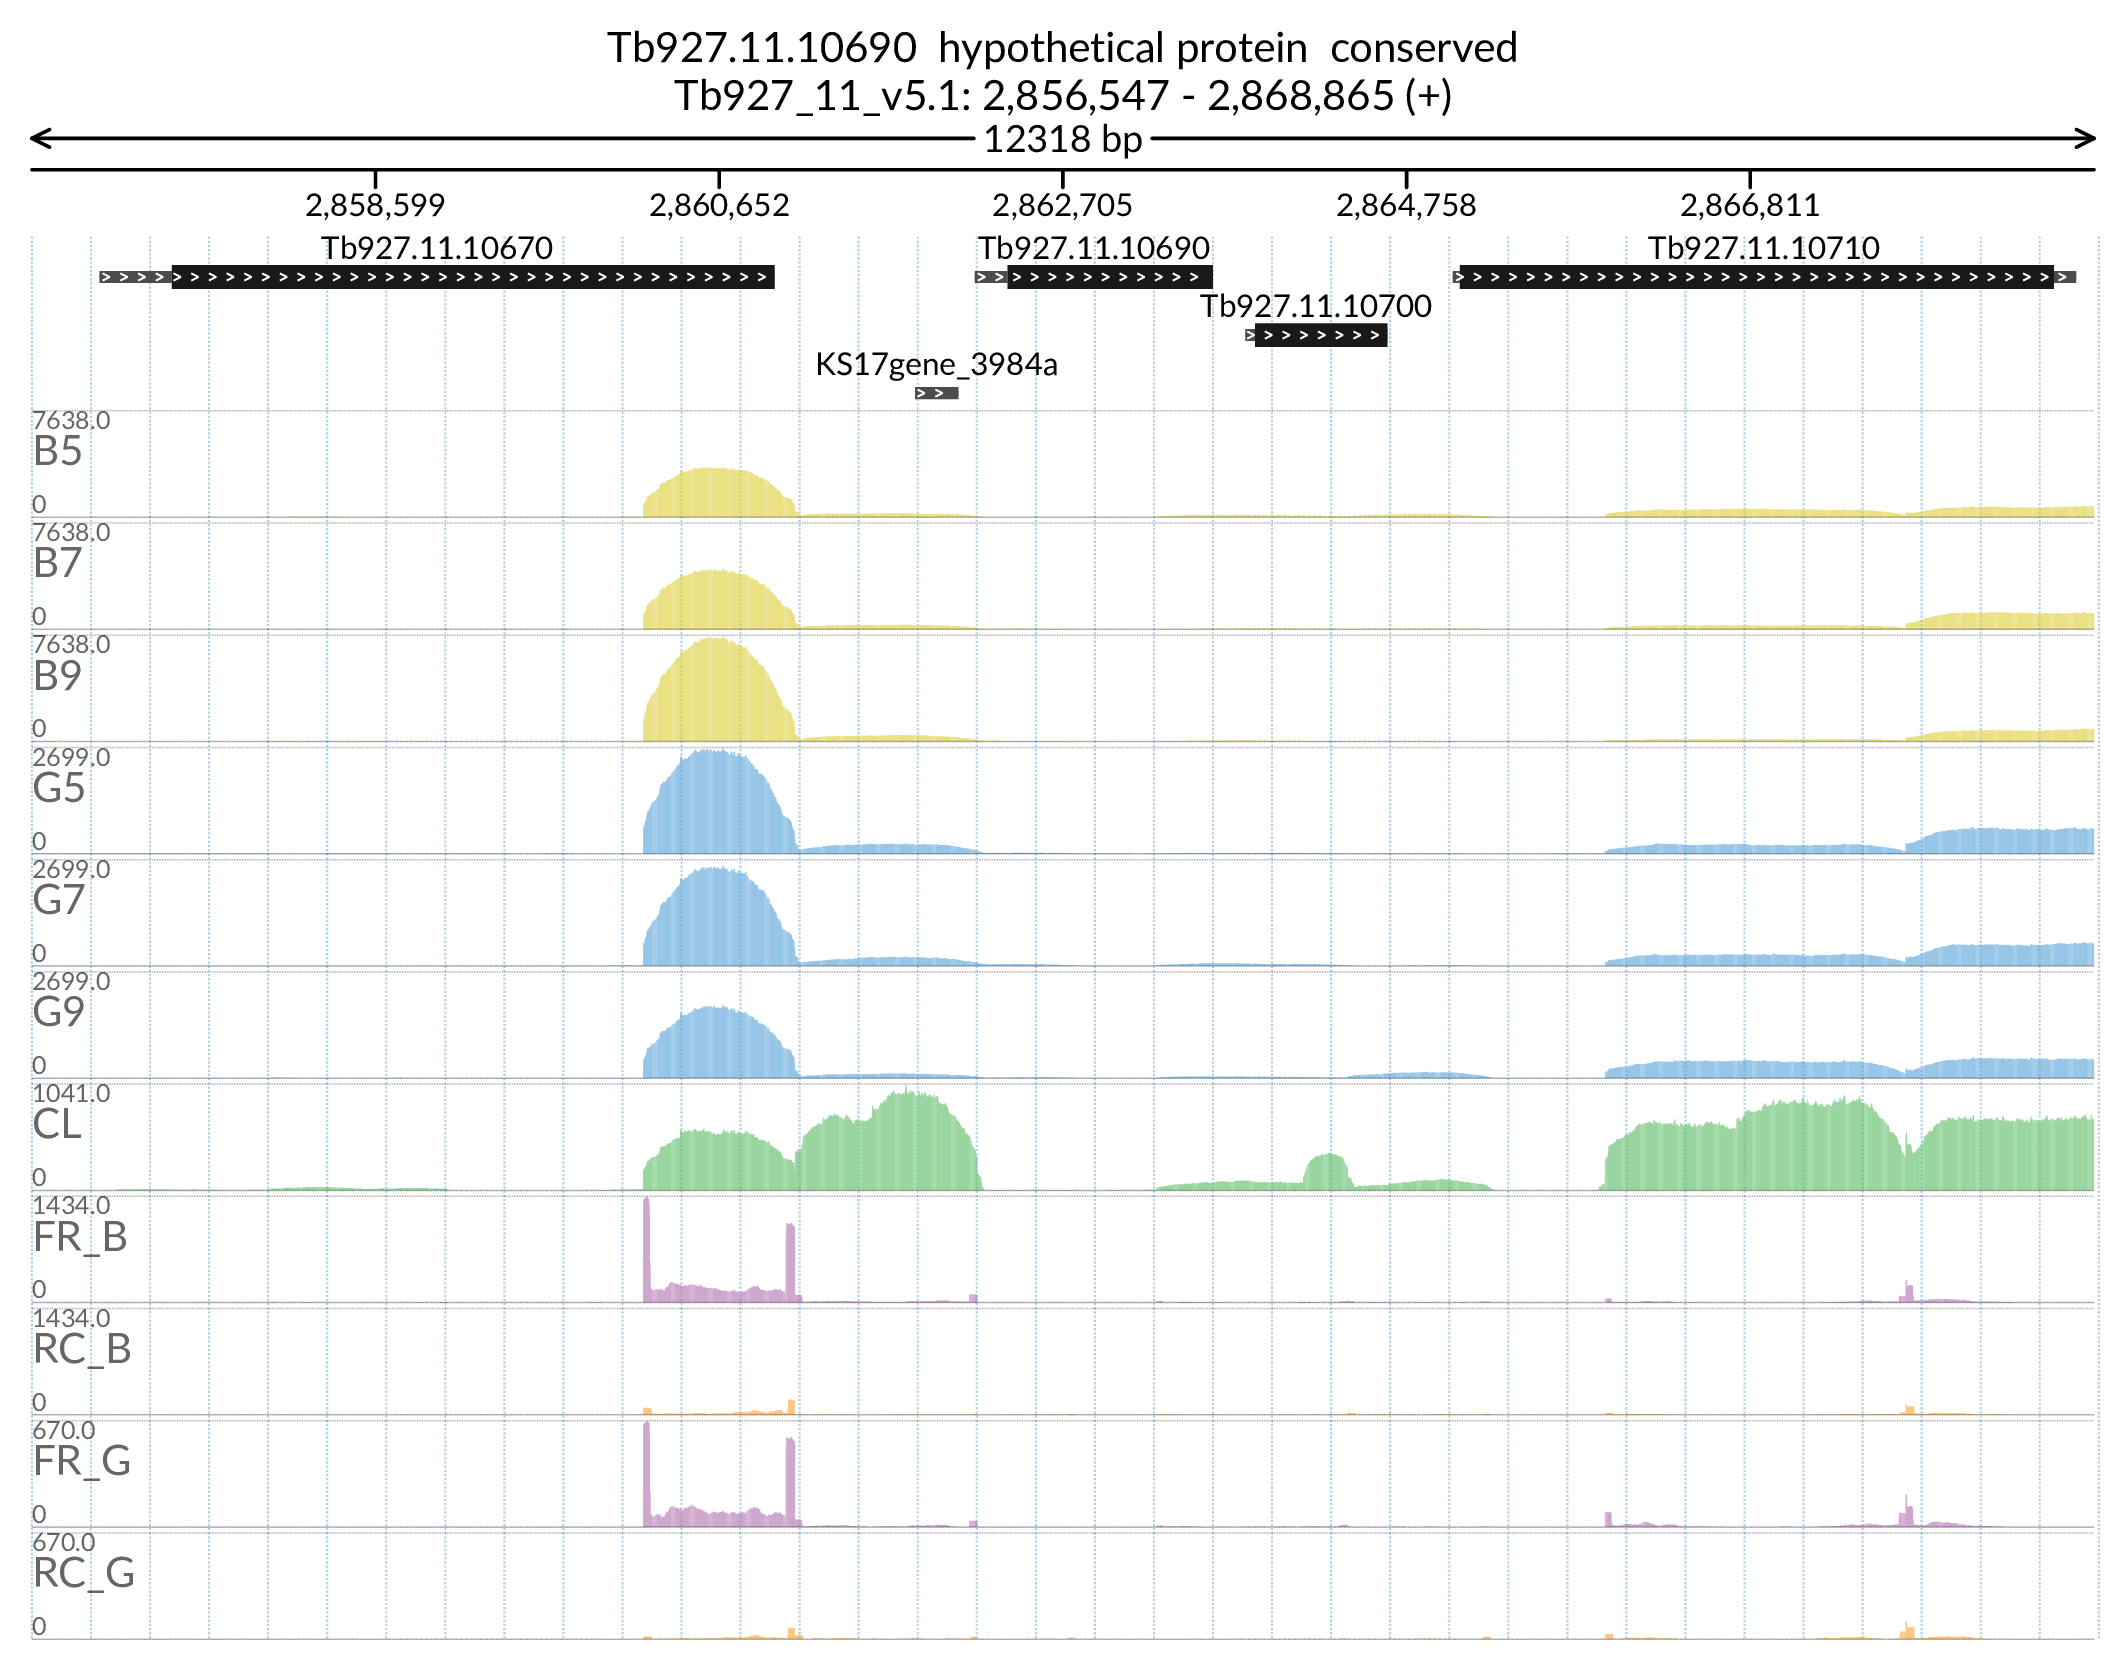 Tb927.11.10690  hypothetical protein  conserved
Tb927_11_v5.1: 2,856,547 - 2,868,865 (+)
12318 bp
2,858,599 2,860,652 2,862,705 2,864,758 2,866,811
Tb927.11.10670 Tb927.11.10690 Tb927.11.10710
Tb927.11.10700
KS17gene_3984a
7638.0
B5
0
7638.0
B7
0
7638.0
B9
0
2699.0
G5
0
2699.0
G7
0
2699.0
G9
0
1041.0
CL
0
1434.0
FR_B
0
1434.0
RC_B
0
670.0
FR_G
0
670.0
RC_G
0